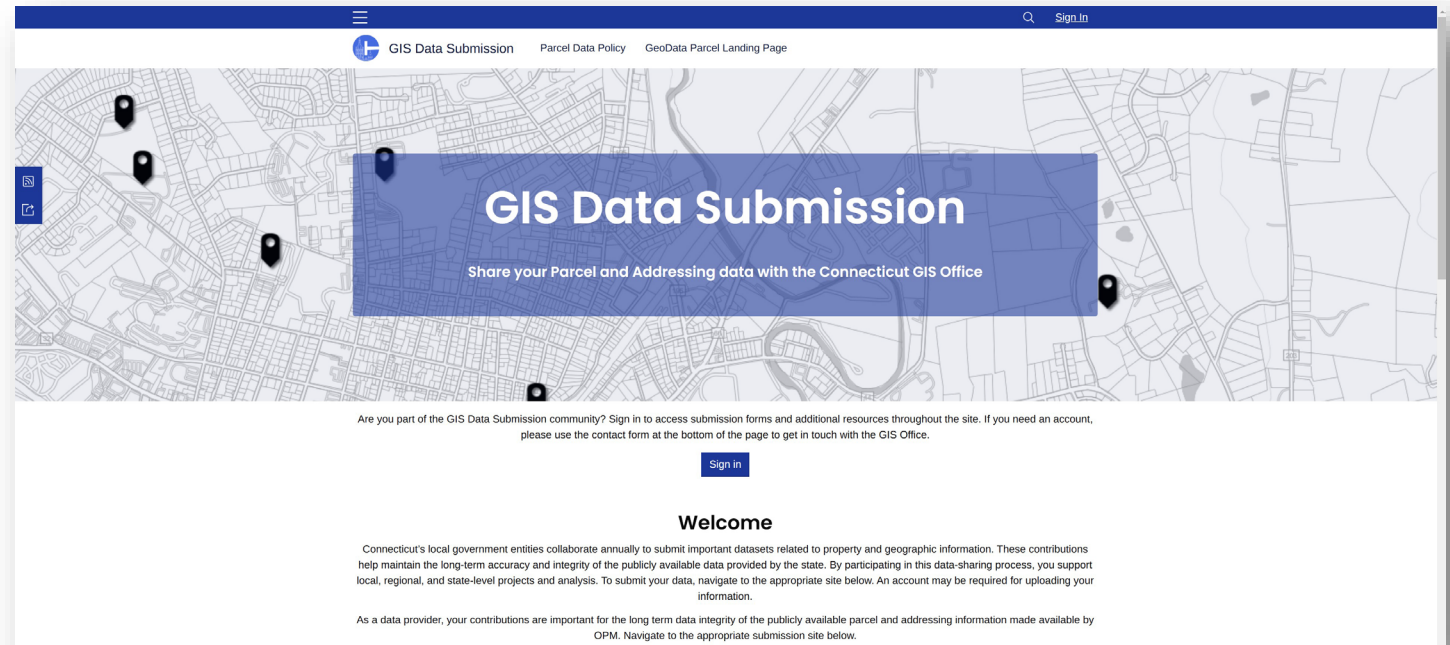 Sign In
GIS Data Submission
Parcel Data Policy
GeoData Parcel Landing Page
GIS Data Submission
Share your Parcel and Addressing data with the Connecticut GIS Office
Are you part of the GIS Data Submission community? Sign in to access submission forms and additional resources throughout the site. If you need an account,
please use the contact form at the bottom of the page to get in touch with the GIS Office.
Sign in
Welcome
Connecticut's local government entities collaborate annually to submit important datasets related to property and geographic information. These contributions
help maintain the long-term accuracy and integrity of the publicly available data provided by the state. By participating in this data-sharing process, you support
local, regional, and state-level projects and analysis. To submit your data, navigate to the appropriate site below. An account may be required for uploading your
information.
As a data provider, your contributions are important for the long term data integrity of the publicly available parcel and addressing information made available by
OPM. Navigate to the appropriate submission site below.